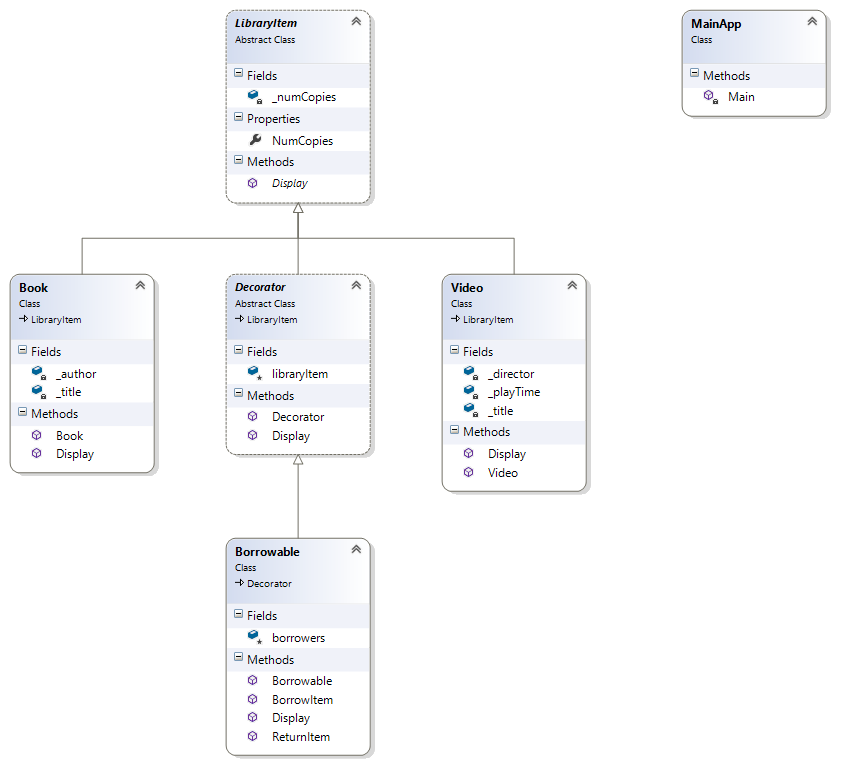 LibraryItem
Abstract Class
Fields
_numCopies
Properties
NumCopies
Methods
Display
MainApp
Class
Methods
Main
Book
Class
LibraryItem
Fields
_author
_title
Methods
Book
Display
Decorator
Abstract Class
LibraryItem
Fields
libraryItem
Methods
Decorator
Display
Video
Class
LibraryItem
Fields
_director
_playTime
_title
Methods
Display
Video
Borrowable
Class
Decorator
Fields
borrowers
Methods
Borrowable
BorrowItem
Display
ReturnItem